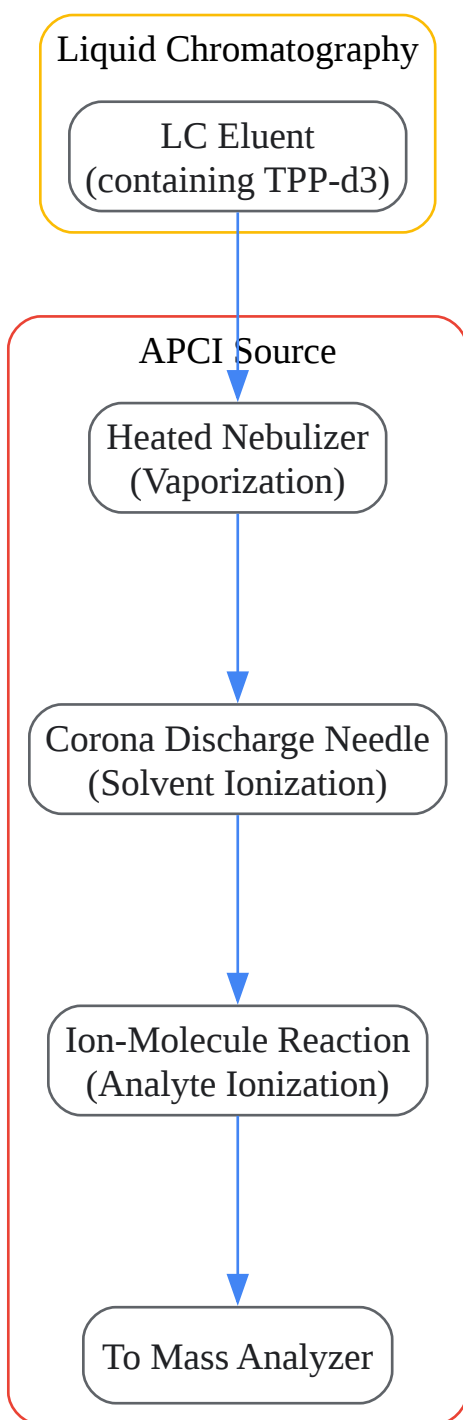 Liquid Chromatography
LC Eluent
(containing TPP-d3)
APCI Source
Heated Nebulizer
(Vaporization)
Corona Discharge Needle
(Solvent Ionization)
Ion-Molecule Reaction
(Analyte Ionization)
To Mass Analyzer